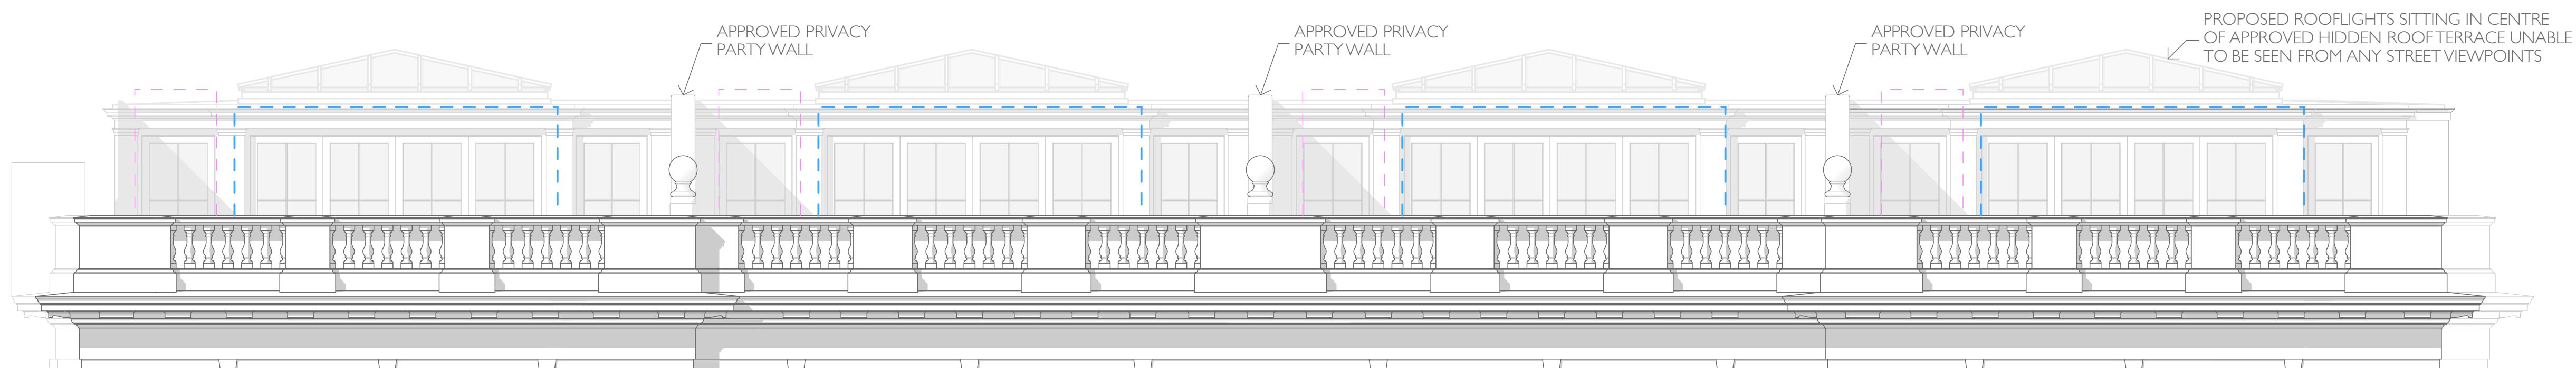 APPROVED PRIVACY
PARTY WALL
APPROVED PRIVACY
PARTY WALL
APPROVED PRIVACY
PARTY WALL
PROPOSED ROOFLIGHTS SITTING IN CENTRE
OF APPROVED HIDDEN ROOF TERRACE UNABLE
TO BE SEEN FROM ANY STREET VIEWPOINTS